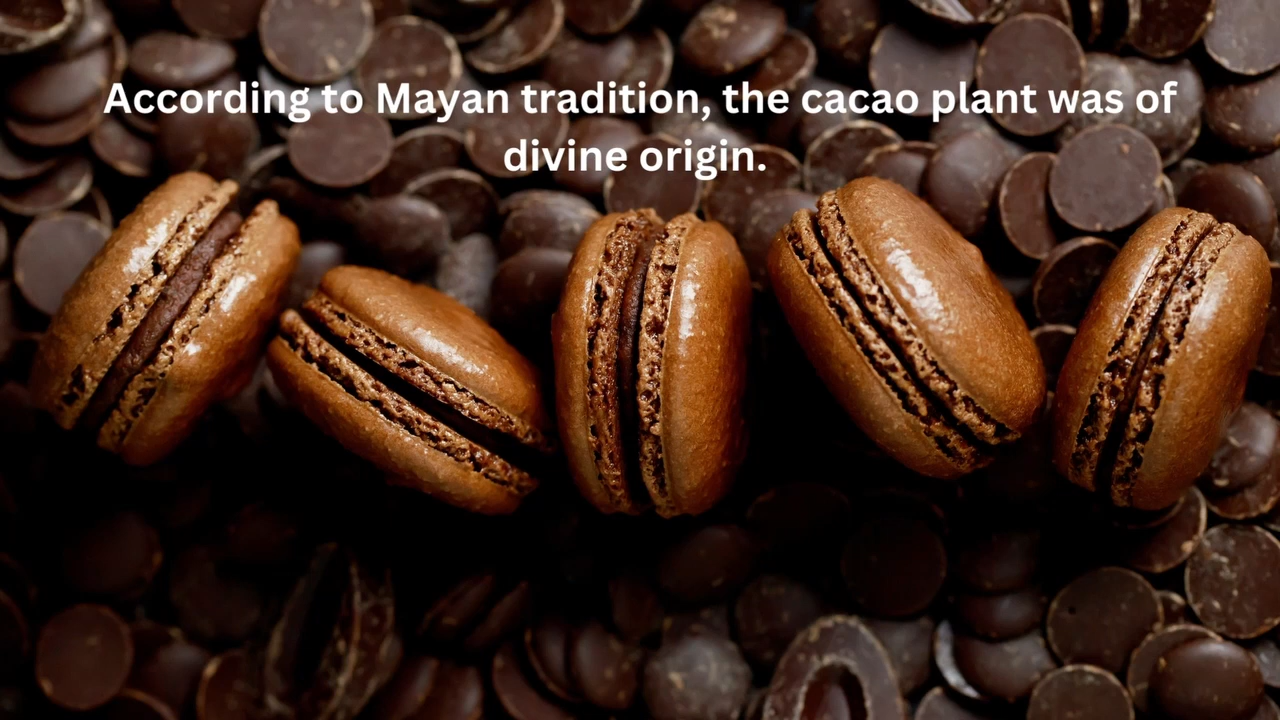 According to Mayan tradition, the cacao plant was of
divine origin.